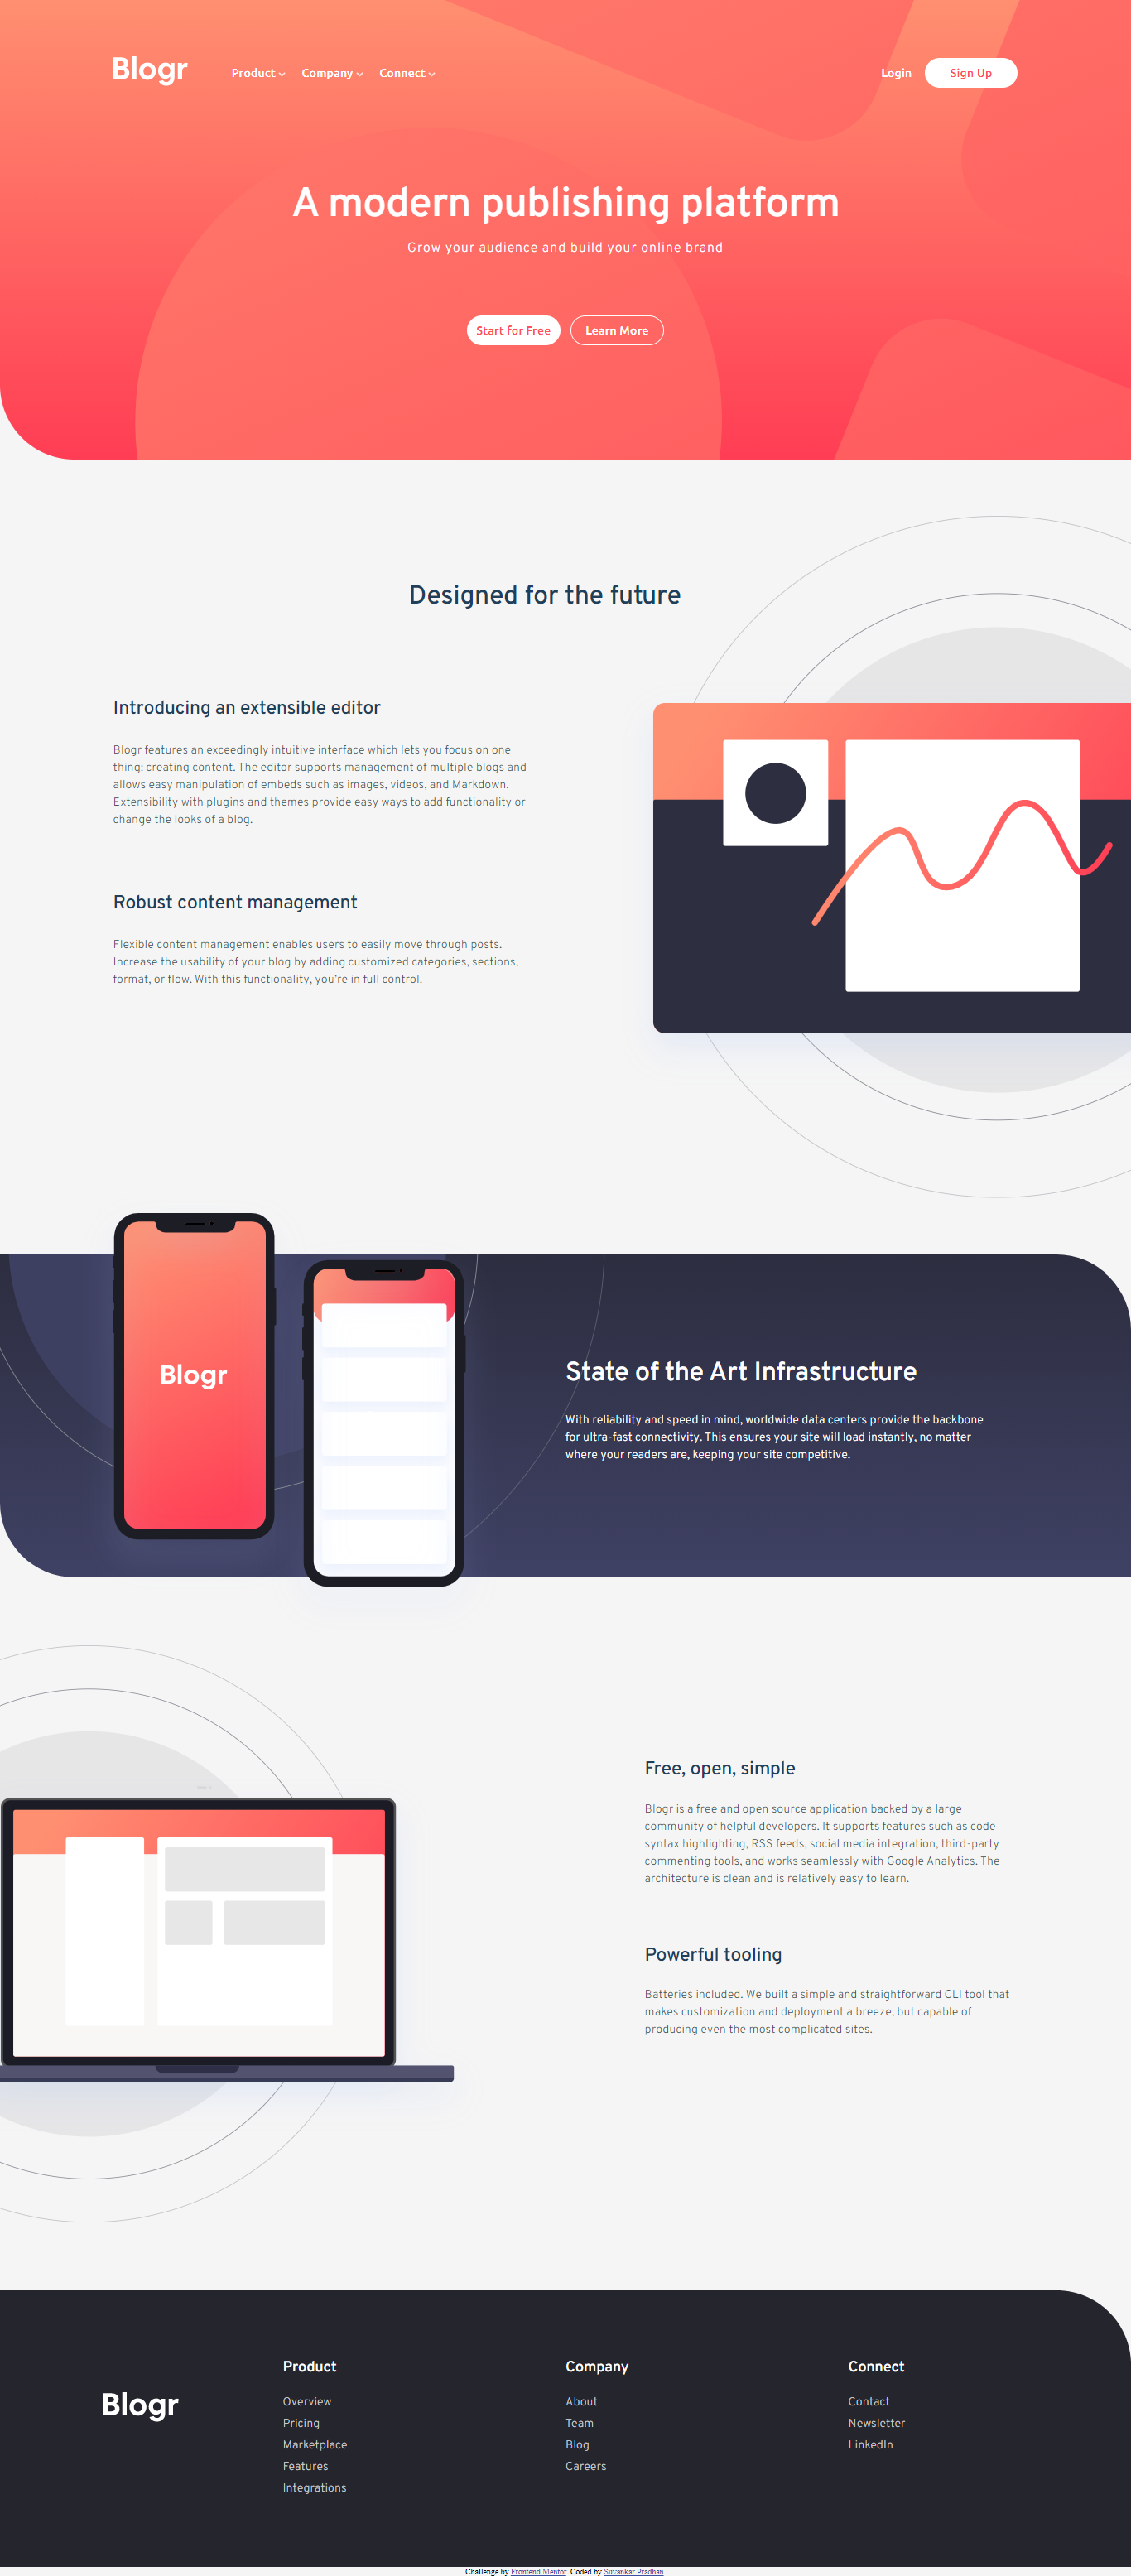 Blogr
Product Company Connect
Login Sign Up
A modern publishing platform
Grow your audience and build your online brand
Start for Free Learn More
Designed for the future
Introducing an extensible editor
Blogr features an exceedingly intuitive interface which lets you focus on one
thing: creating content. The editor supports management of multiple blogs and
allows easy manipulation of embeds such as images, videos, and Markdown.
Extensibility with plugins and themes provide easy ways to add functionality or
change the looks of a blog.
Robust content management
Flexible content management enables users to easily move through posts.
Increase the usability of your blog by adding customized categories, sections,
format, or flow. With this functionality, you're in full control.
Blogr
State of the Art Infrastructure
With reliability and speed in mind, worldwide data centers provide the backbone
for ultra-fast connectivity. This ensures your site will load instantly, no matter
where your readers are, keeping your site competitive.
Free, open, simple
Blogr is a free and open source application backed by a large
community of helpful developers. It supports features such as code
syntax highlighting, RSS feeds, social media integration, third-party
commenting tools, and works seamlessly with Google Analytics. The
architecture is clean and is relatively easy to learn.
Powerful tooling
Batteries included. We built a simple and straightforward CLI tool that
makes customization and deployment a breeze, but capable of
producing even the most complicated sites.
Blogr
Product
Overview
Pricing
Marketplace
Features
Integrations
Company
About
Team
Blog
Careers
Connect
Contact
Newsletter
LinkedIn
Challenge by Frontend Mentor. Coded by Suvankar Pradhan.